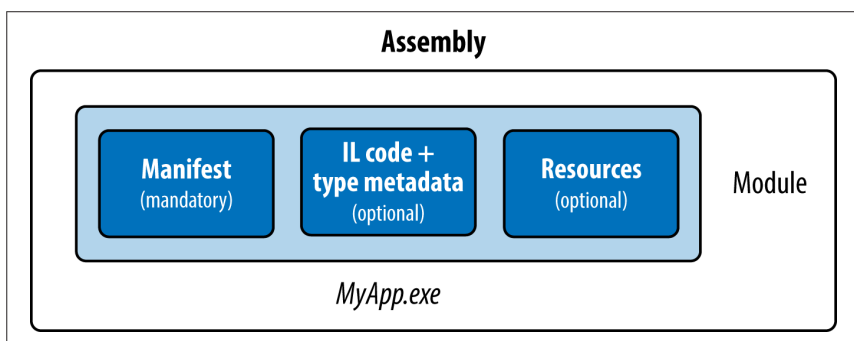 Assembly
Manifest
(mandatory)
IL code +
type metadata
(optional)
Resources
(optional)
Module
MyApp.exe